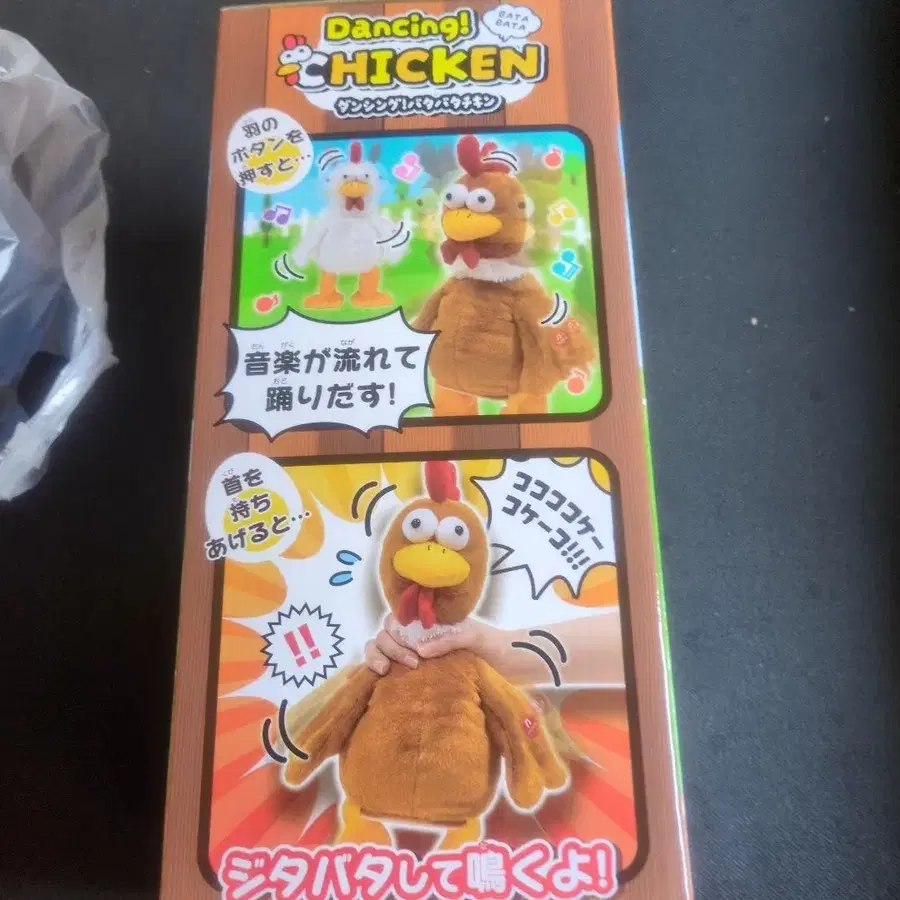 Dancing!
BATA
BATA
CHICKEN
ダンシング!バタバタチキン
羽の
ボタンを
押すと…
音楽が流れて
踊りだす!
首を
持ち
あげると…
ココココケー
コケーコ!!!
!!
ジタバタして鳴くよ!